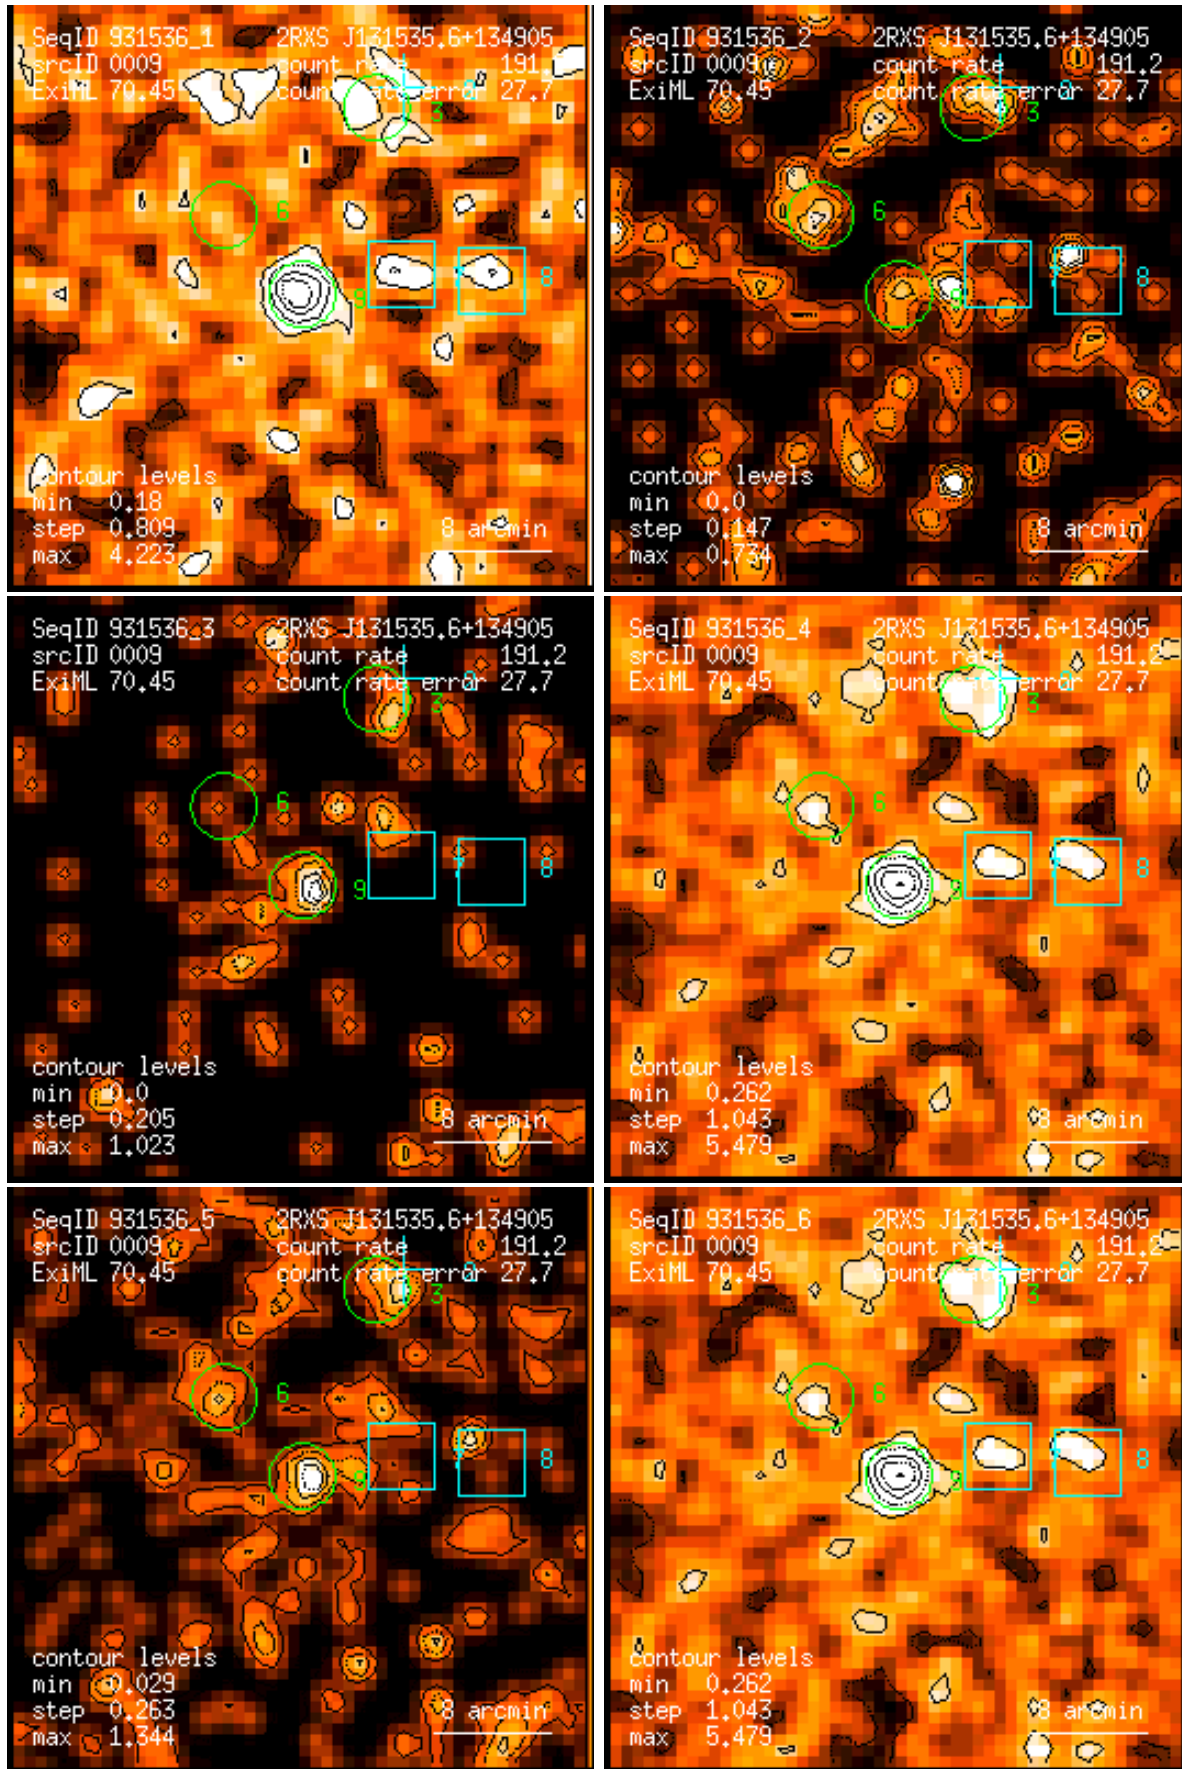 SeqID 931536_1 2RXS J131535.6+134905
srcID 0009 count rate 191.2
ExiML 70.45 count rate error 27.7
3
6
8
9
contour levels
min 0.18
step 0.809 8 arcmin
max 4.223
SeqID 931536_2 2RXS J131535.6+134905
srcID 0009 count rate 191.2
ExiML 70.45 count rate error 27.7
3
6
8
9
contour levels
min 0.0
step 0.147 8 arcmin
max 0.734
SeqID 931536_3 2RXS J131535.6+134905
srcID 0009 count rate 191.2
ExiML 70.45 count rate error 27.7
3
6
8
9
contour levels
min 0.0
step 0.205 8 arcmin
max 1.023
SeqID 931536_4 2RXS J131535.6+134905
srcID 0009 count rate 191.2
ExiML 70.45 count rate error 27.7
3
6
8
9
contour levels
min 0.262
step 1.043 8 arcmin
max 5.479
SeqID 931536_5 2RXS J131535.6+134905
srcID 0009 count rate 191.2
ExiML 70.45 count rate error 27.7
3
6
8
9
contour levels
min 0.029
step 0.263 8 arcmin
max 1.344
SeqID 931536_6 2RXS J131535.6+134905
srcID 0009 count rate 191.2
ExiML 70.45 count rate error 27.7
3
6
8
9
contour levels
min 0.262
step 1.043 8 arcmin
max 5.479